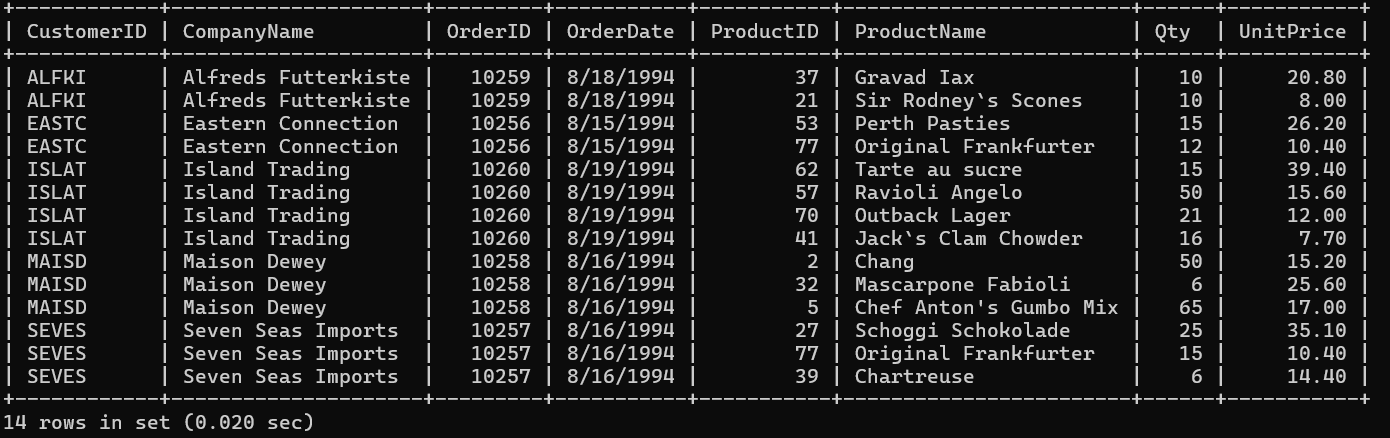 +------------+---------------------+---------+-----------+-----------+------------------------+------+-----------+
| CustomerID | CompanyName         | OrderID | OrderDate | ProductID | ProductName            | Qty  | UnitPrice |
+------------+---------------------+---------+-----------+-----------+------------------------+------+-----------+
| ALFKI      | Alfreds Futterkiste |   10259 | 8/18/1994 |        37 | Gravad Iax             |   10 |     20.80 |
| ALFKI      | Alfreds Futterkiste |   10259 | 8/18/1994 |        21 | Sir Rodney`s Scones    |   10 |      8.00 |
| EASTC      | Eastern Connection  |   10256 | 8/15/1994 |        53 | Perth Pasties          |   15 |     26.20 |
| EASTC      | Eastern Connection  |   10256 | 8/15/1994 |        77 | Original Frankfurter   |   12 |     10.40 |
| ISLAT      | Island Trading      |   10260 | 8/19/1994 |        62 | Tarte au sucre         |   15 |     39.40 |
| ISLAT      | Island Trading      |   10260 | 8/19/1994 |        57 | Ravioli Angelo         |   50 |     15.60 |
| ISLAT      | Island Trading      |   10260 | 8/19/1994 |        70 | Outback Lager          |   21 |     12.00 |
| ISLAT      | Island Trading      |   10260 | 8/19/1994 |        41 | Jack`s Clam Chowder    |   16 |      7.70 |
| MAISD      | Maison Dewey        |   10258 | 8/16/1994 |         2 | Chang                  |   50 |     15.20 |
| MAISD      | Maison Dewey        |   10258 | 8/16/1994 |        32 | Mascarpone Fabioli     |    6 |     25.60 |
| MAISD      | Maison Dewey        |   10258 | 8/16/1994 |         5 | Chef Anton's Gumbo Mix |   65 |     17.00 |
| SEVES      | Seven Seas Imports  |   10257 | 8/16/1994 |        27 | Schoggi Schokolade     |   25 |     35.10 |
| SEVES      | Seven Seas Imports  |   10257 | 8/16/1994 |        77 | Original Frankfurter   |   15 |     10.40 |
| SEVES      | Seven Seas Imports  |   10257 | 8/16/1994 |        39 | Chartreuse             |    6 |     14.40 |
+------------+---------------------+---------+-----------+-----------+------------------------+------+-----------+
14 rows in set (0.020 sec)